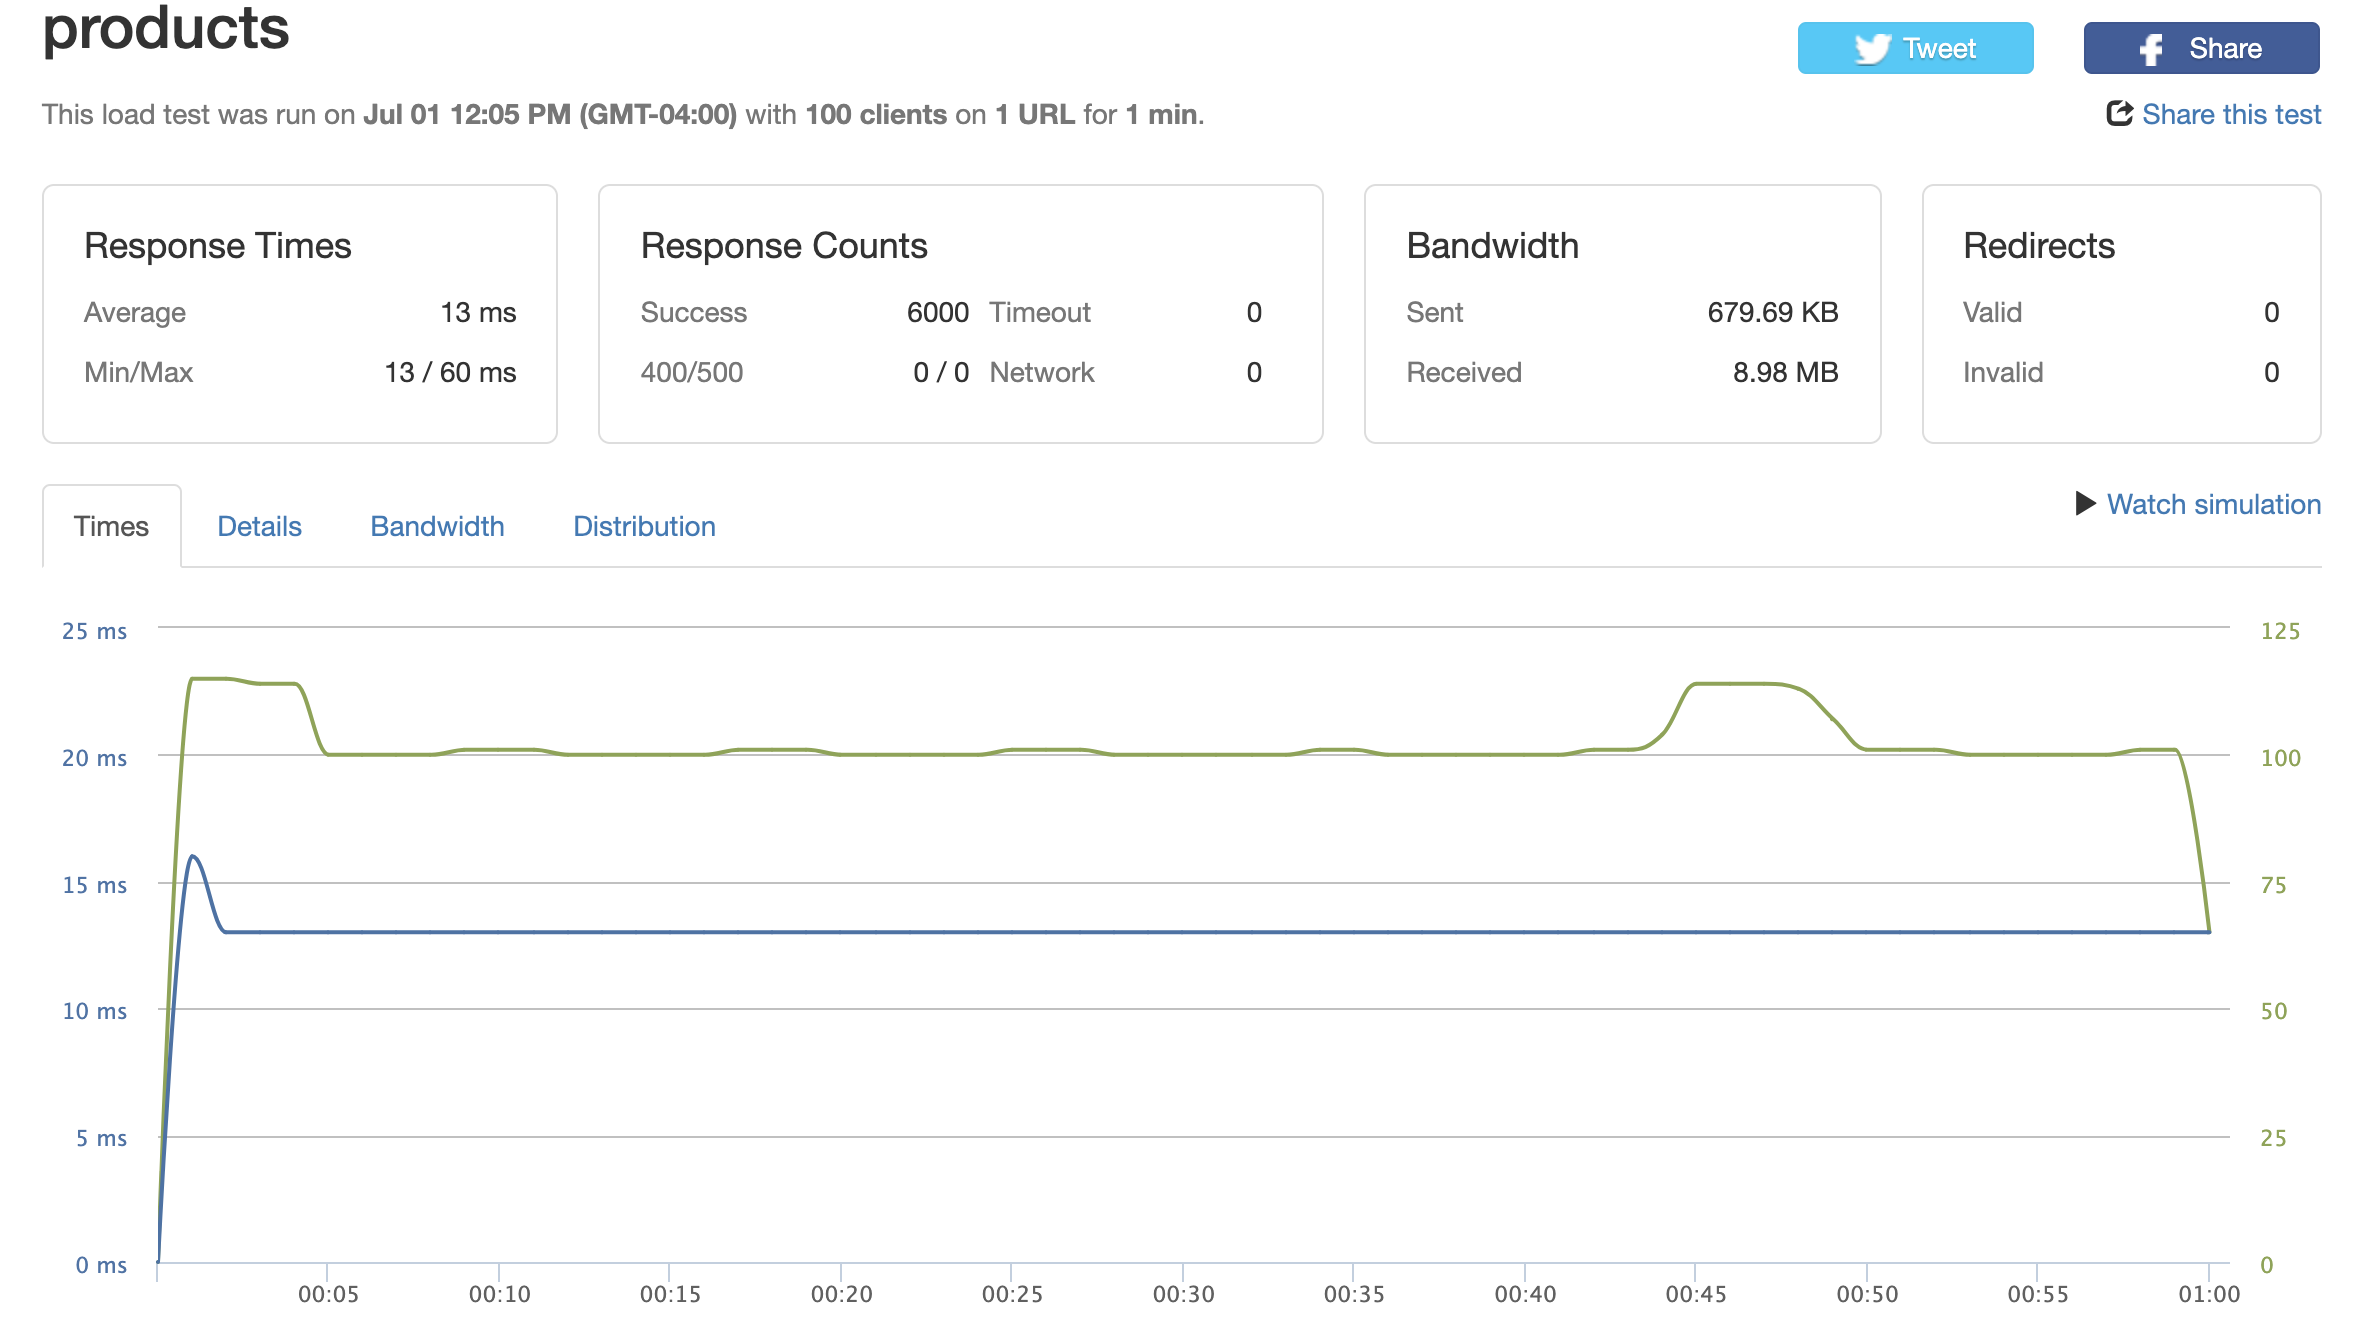 products
Tweet
Share
This load test was run on Jul 01 12:05 PM (GMT-04:00) with 100 clients on 1 URL for 1 min.
Share this test
Response Times
Average 13 ms
Min/Max 13 / 60 ms
Response Counts
Success 6000 Timeout 0
400/500 0 / 0 Network 0
Bandwidth
Sent 679.69 KB
Received 8.98 MB
Redirects
Valid 0
Invalid 0
Times Details Bandwidth Distribution
Watch simulation
25 ms 125
20 ms 100
15 ms 75
10 ms 50
5 ms 25
0 ms 0
00:05 00:10 00:15 00:20 00:25 00:30 00:35 00:40 00:45 00:50 00:55 01:00